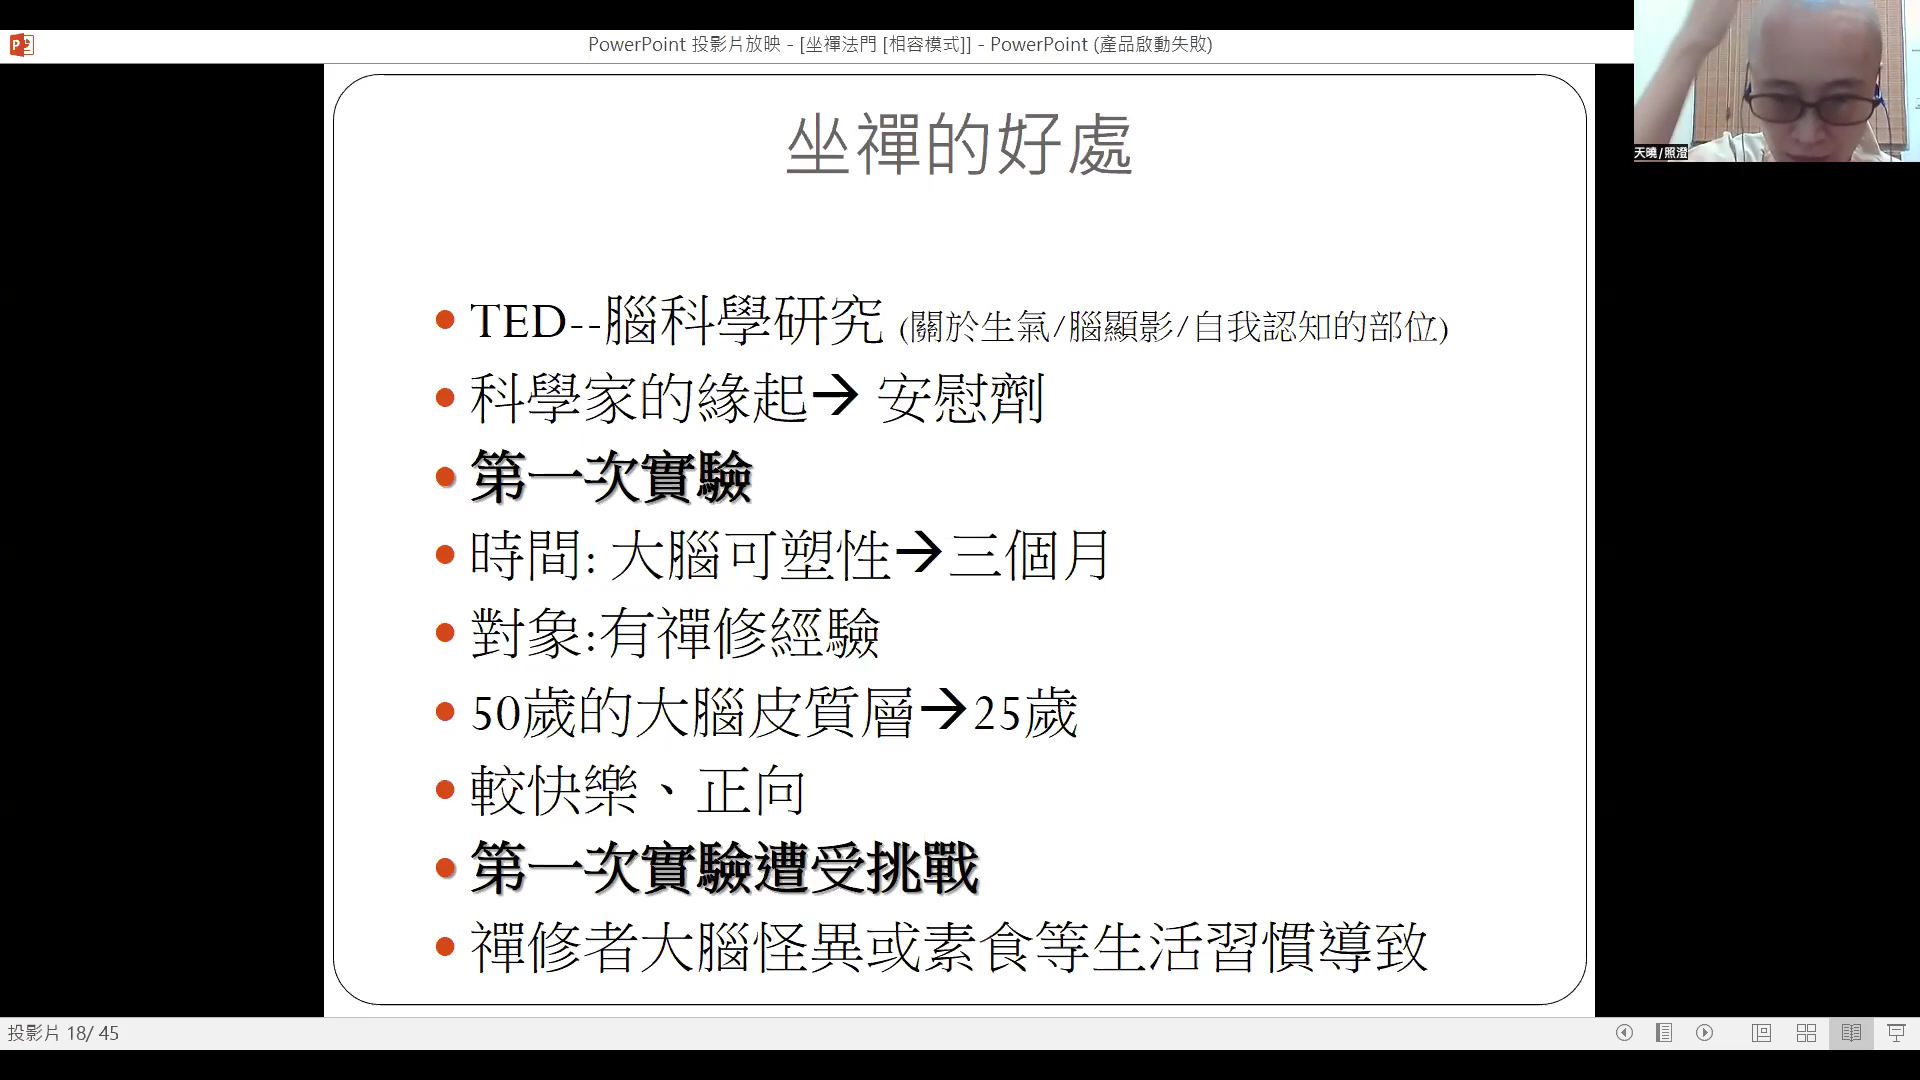 PowerPoint 投影片放映 - [坐禪法門 [相容模式]] - PowerPoint (產品啟動失敗)
天曉/照澄
坐禪的好處
• TED--腦科學研究 (關於生氣/腦顯影/自我認知的部位)
• 科學家的緣起→ 安慰劑
• 第一次實驗
• 時間: 大腦可塑性→三個月
• 對象:有禪修經驗
• 50歲的大腦皮質層→25歲
• 較快樂、正向
• 第一次實驗遭受挑戰
• 禪修者大腦怪異或素食等生活習慣導致
投影片 18/ 45